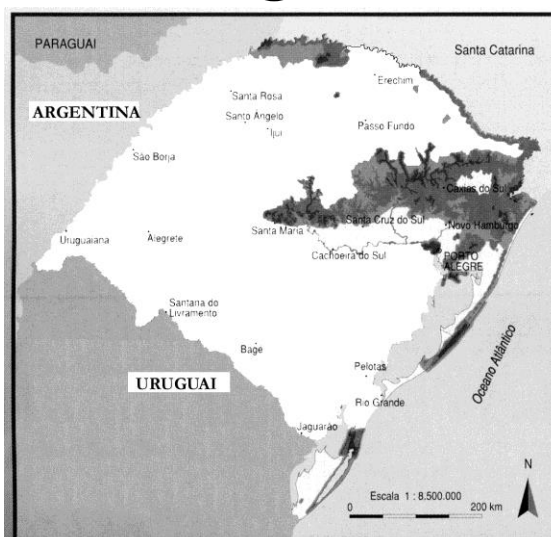 PARAGUAI
Santa Catarina
Erechim
Santa Rosa
ARGENTINA
Santo Ângelo
Ijuí
Passo Fundo
São Borja
Caxias do Sul
Santa Cruz do Sul
Novo Hamburgo
Uruguaiana
Alegrete
Santa Maria
Cachoeira do Sul
PORTO
ALEGRE
Santana do
Livramento
Bagé
Oceano Atlântico
Pelotas
URUGUAI
Rio Grande
Jaguarão
N
Escala 1 : 8.500.000
0
200 km